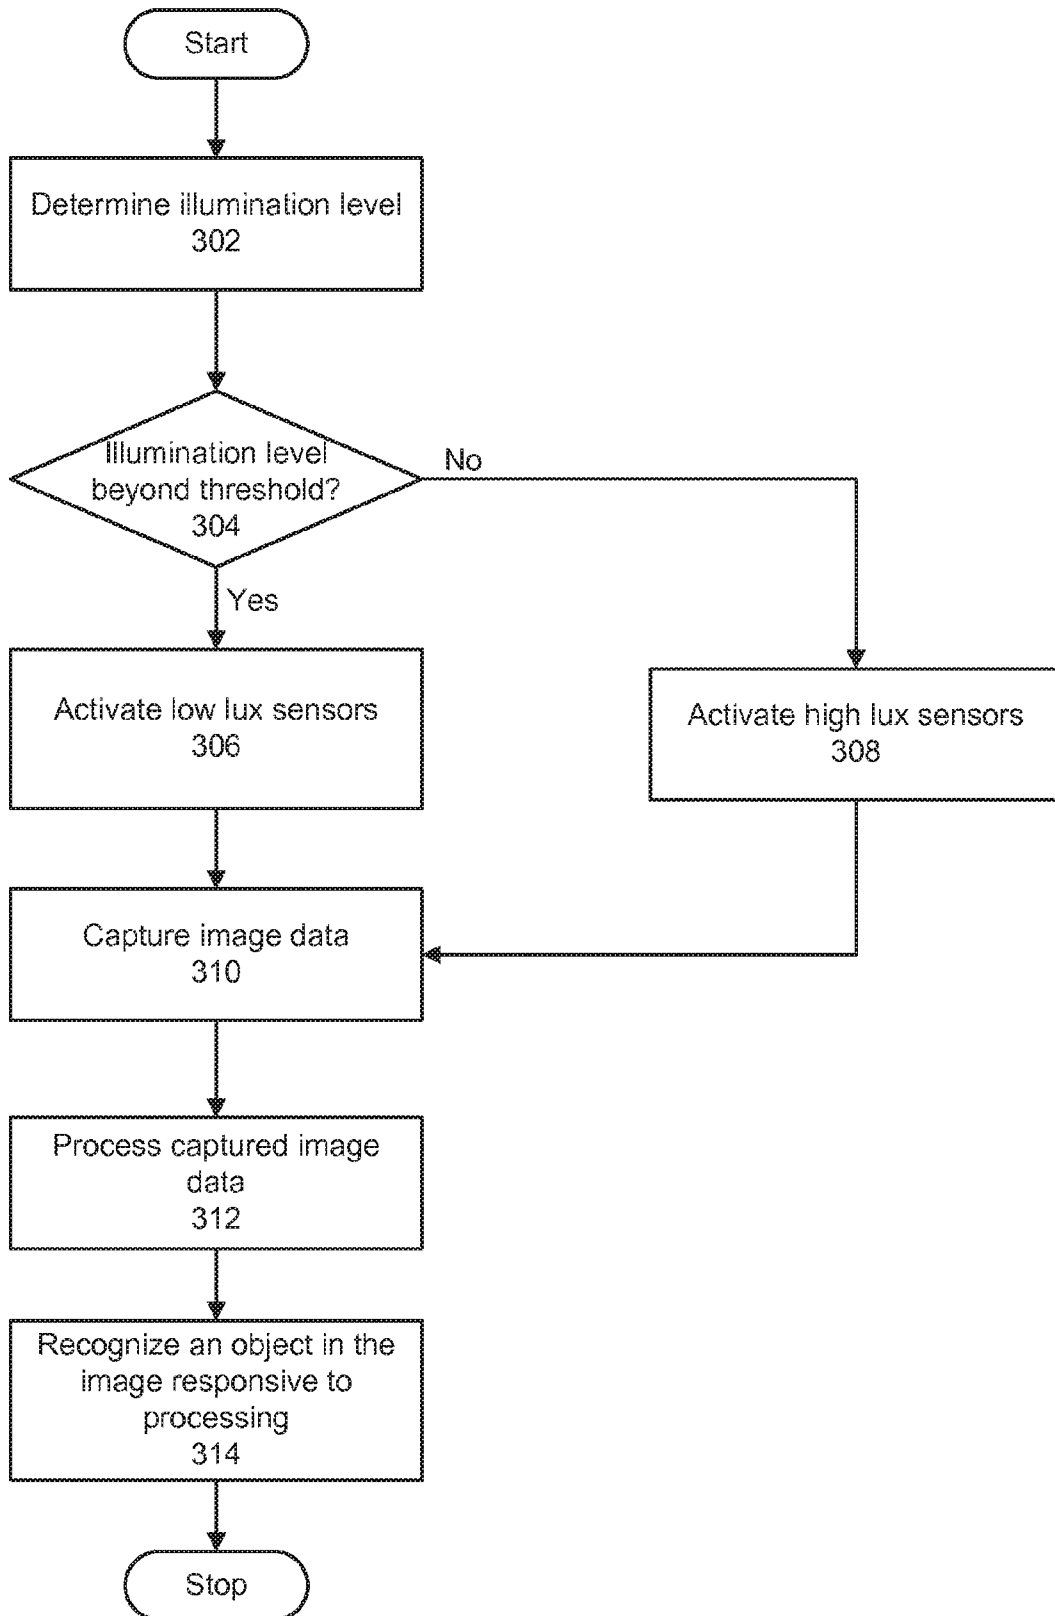 Start
Determine illumination level
302
Illumination level
beyond threshold?
304
No
Yes
Activate low lux sensors
306
Activate high lux sensors
308
Capture image data
310
Process captured image
data
312
Recognize an object in the
image responsive to
processing
314
Stop